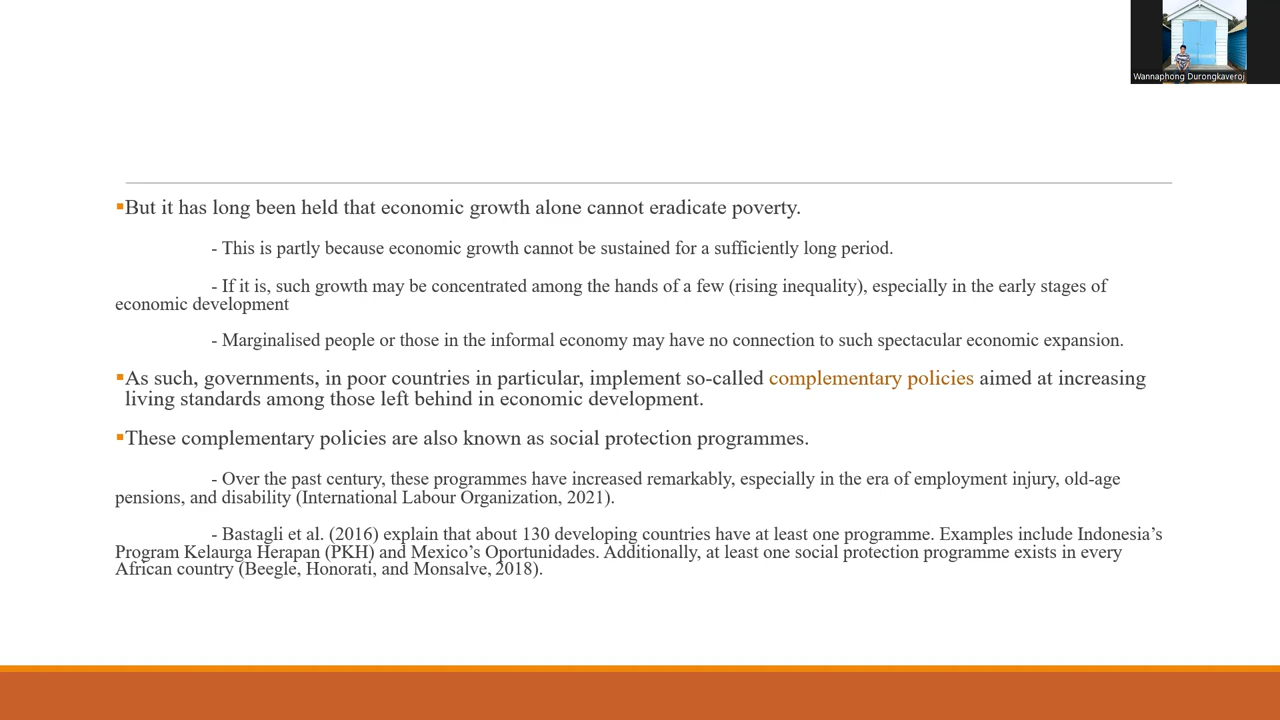 Wannaphong Durongkaveroj
▪But it has long been held that economic growth alone cannot eradicate poverty.
- This is partly because economic growth cannot be sustained for a sufficiently long period.
- If it is, such growth may be concentrated among the hands of a few (rising inequality), especially in the early stages of
economic development
- Marginalised people or those in the informal economy may have no connection to such spectacular economic expansion.
▪As such, governments, in poor countries in particular, implement so-called complementary policies aimed at increasing
living standards among those left behind in economic development.
▪These complementary policies are also known as social protection programmes.
- Over the past century, these programmes have increased remarkably, especially in the era of employment injury, old-age
pensions, and disability (International Labour Organization, 2021).
- Bastagli et al. (2016) explain that about 130 developing countries have at least one programme. Examples include Indonesia’s
Program Kelaurga Herapan (PKH) and Mexico’s Oportunidades. Additionally, at least one social protection programme exists in every
African country (Beegle, Honorati, and Monsalve, 2018).